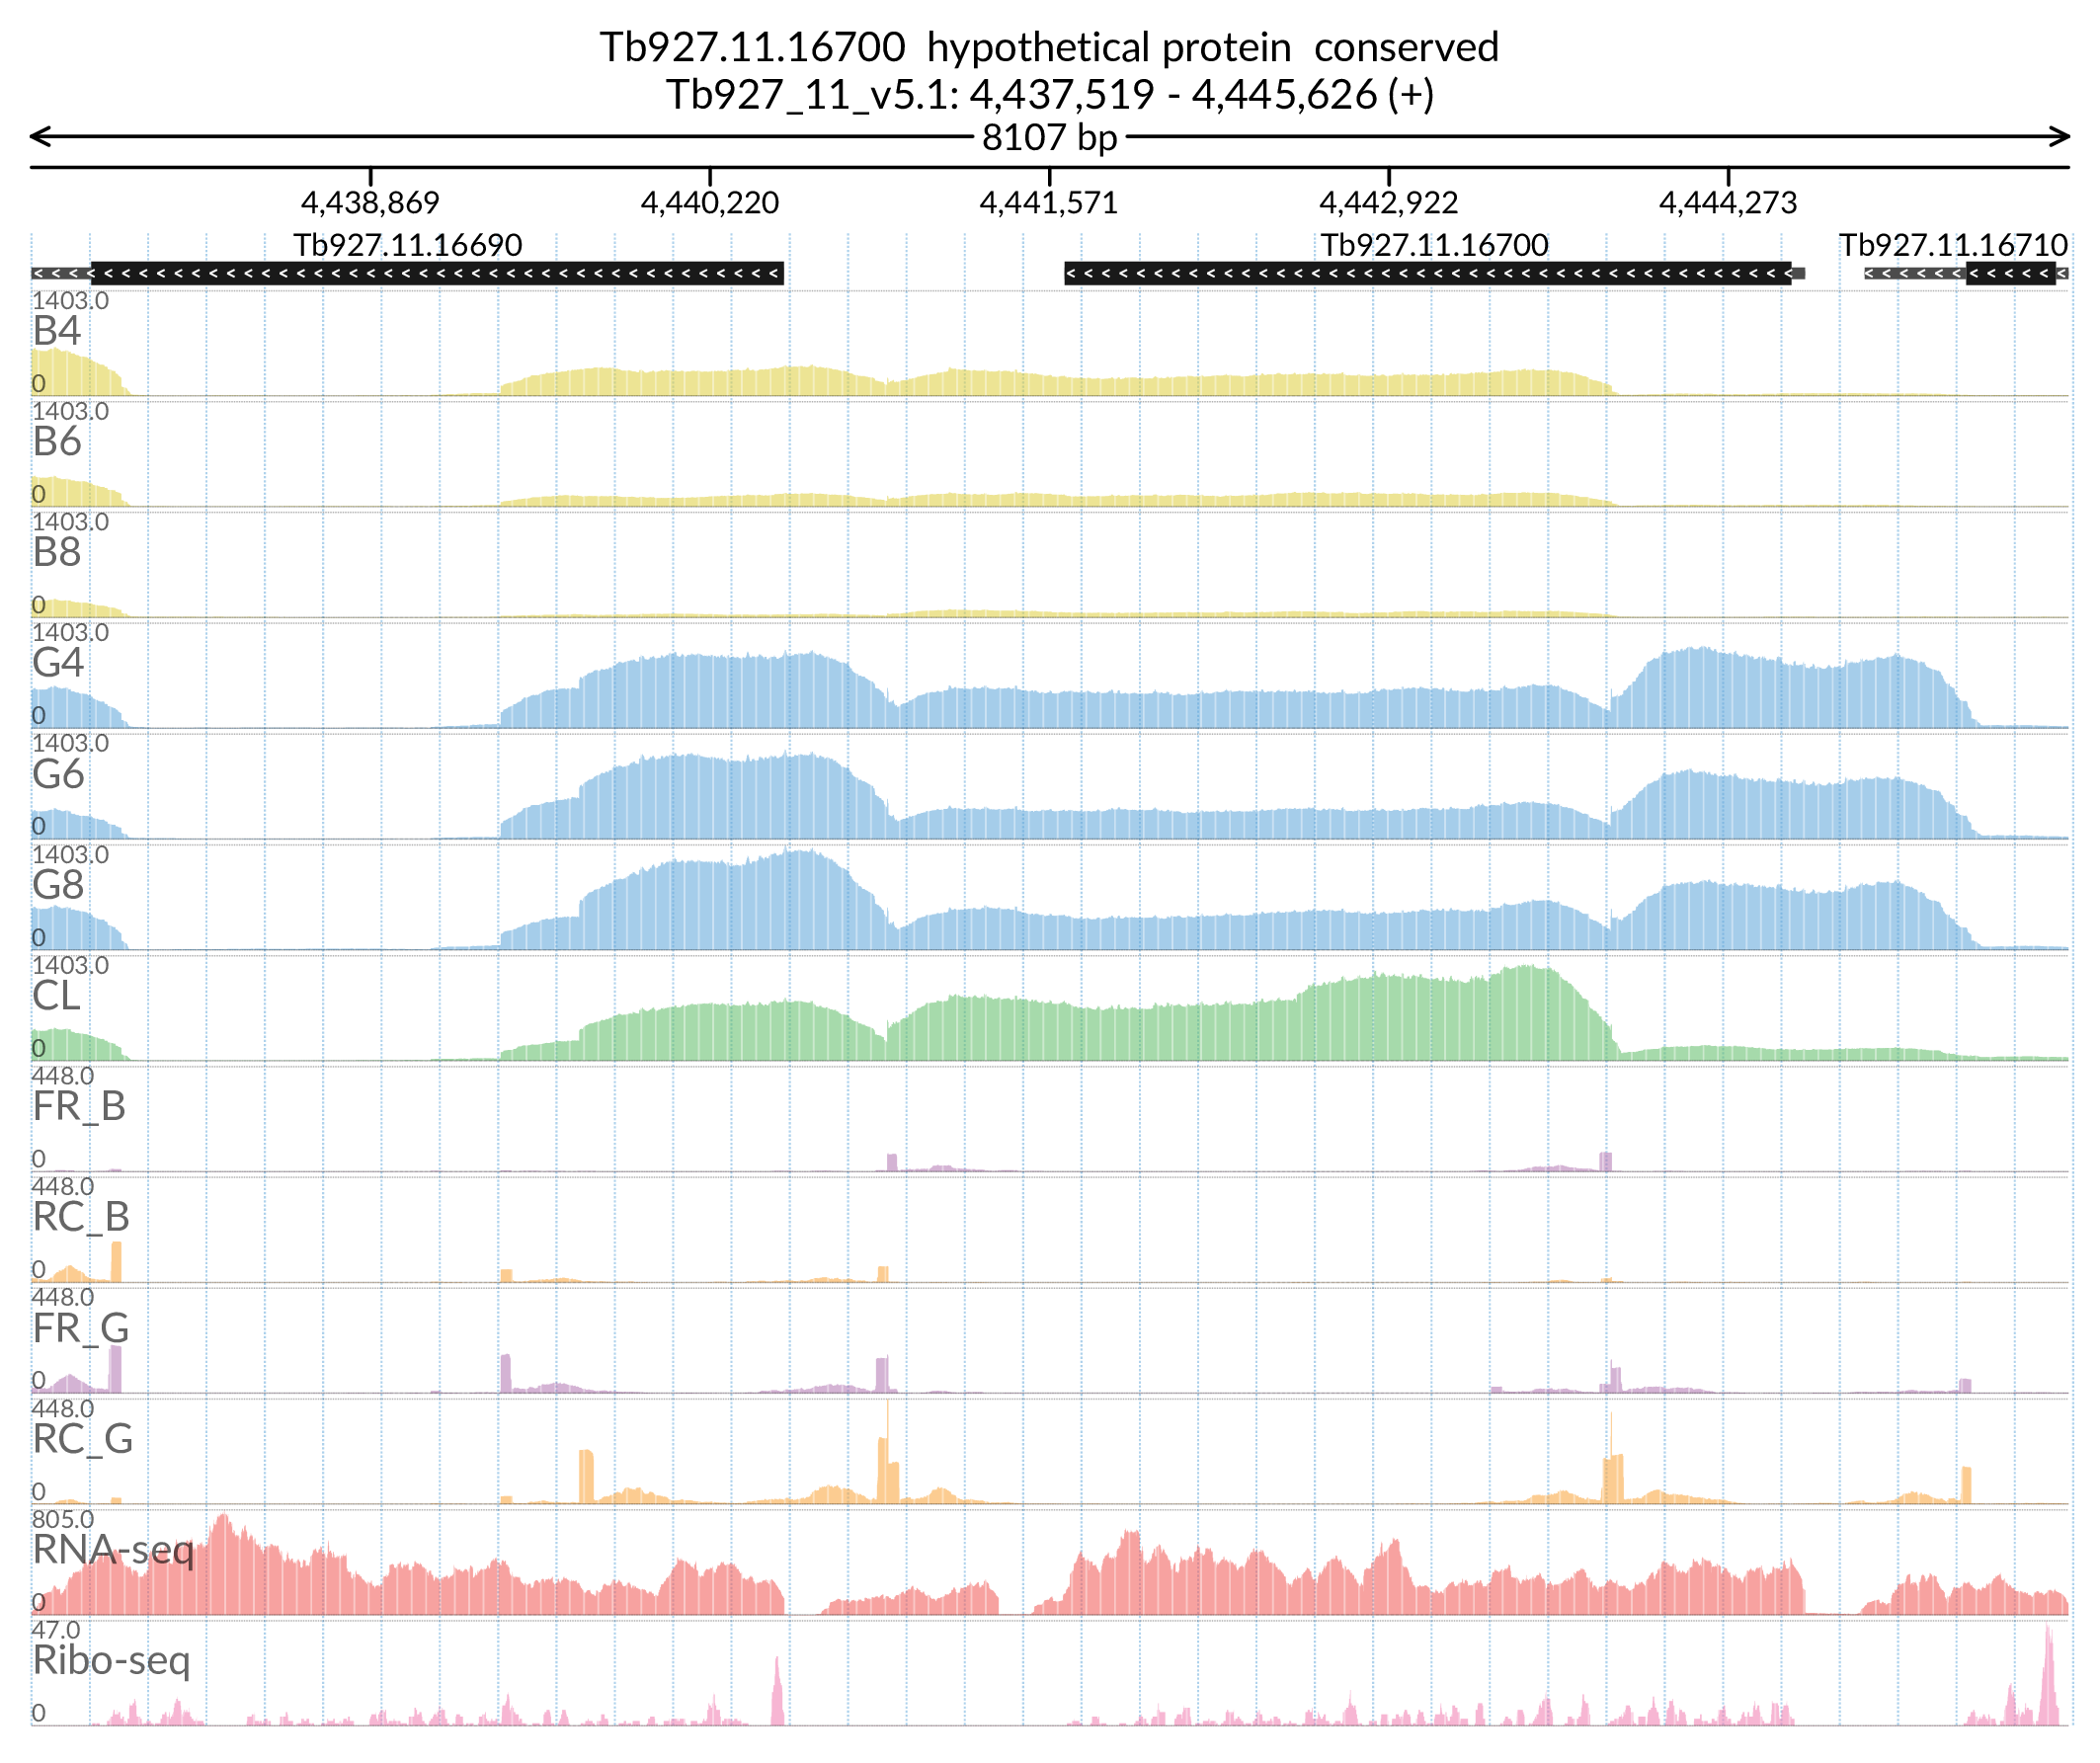 Tb927.11.16700  hypothetical protein  conserved
Tb927_11_v5.1: 4,437,519 - 4,445,626 (+)
8107 bp
4,438,869 4,440,220 4,441,571 4,442,922 4,444,273
Tb927.11.16690 Tb927.11.16700 Tb927.11.16710
1403.0
B4
0
1403.0
B6
0
1403.0
B8
0
1403.0
G4
0
1403.0
G6
0
1403.0
G8
0
1403.0
CL
0
448.0
FR_B
0
448.0
RC_B
0
448.0
FR_G
0
448.0
RC_G
0
805.0
RNA-seq
0
47.0
Ribo-seq
0